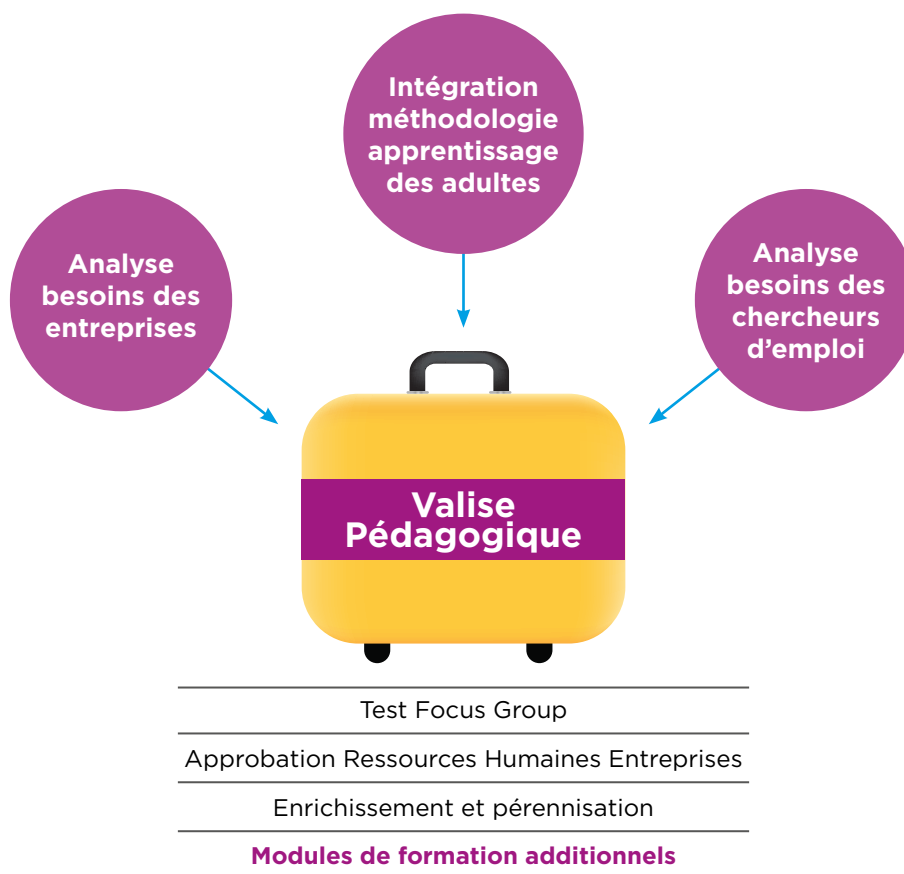 Intégration
méthodologie
apprentissage
des adultes
Analyse
besoins des
entreprises
Analyse
besoins des
chercheurs
d’emploi
Valise
Pédagogique
Test Focus Group
Approbation Ressources Humaines Entreprises
Enrichissement et pérennisation
Modules de formation additionnels